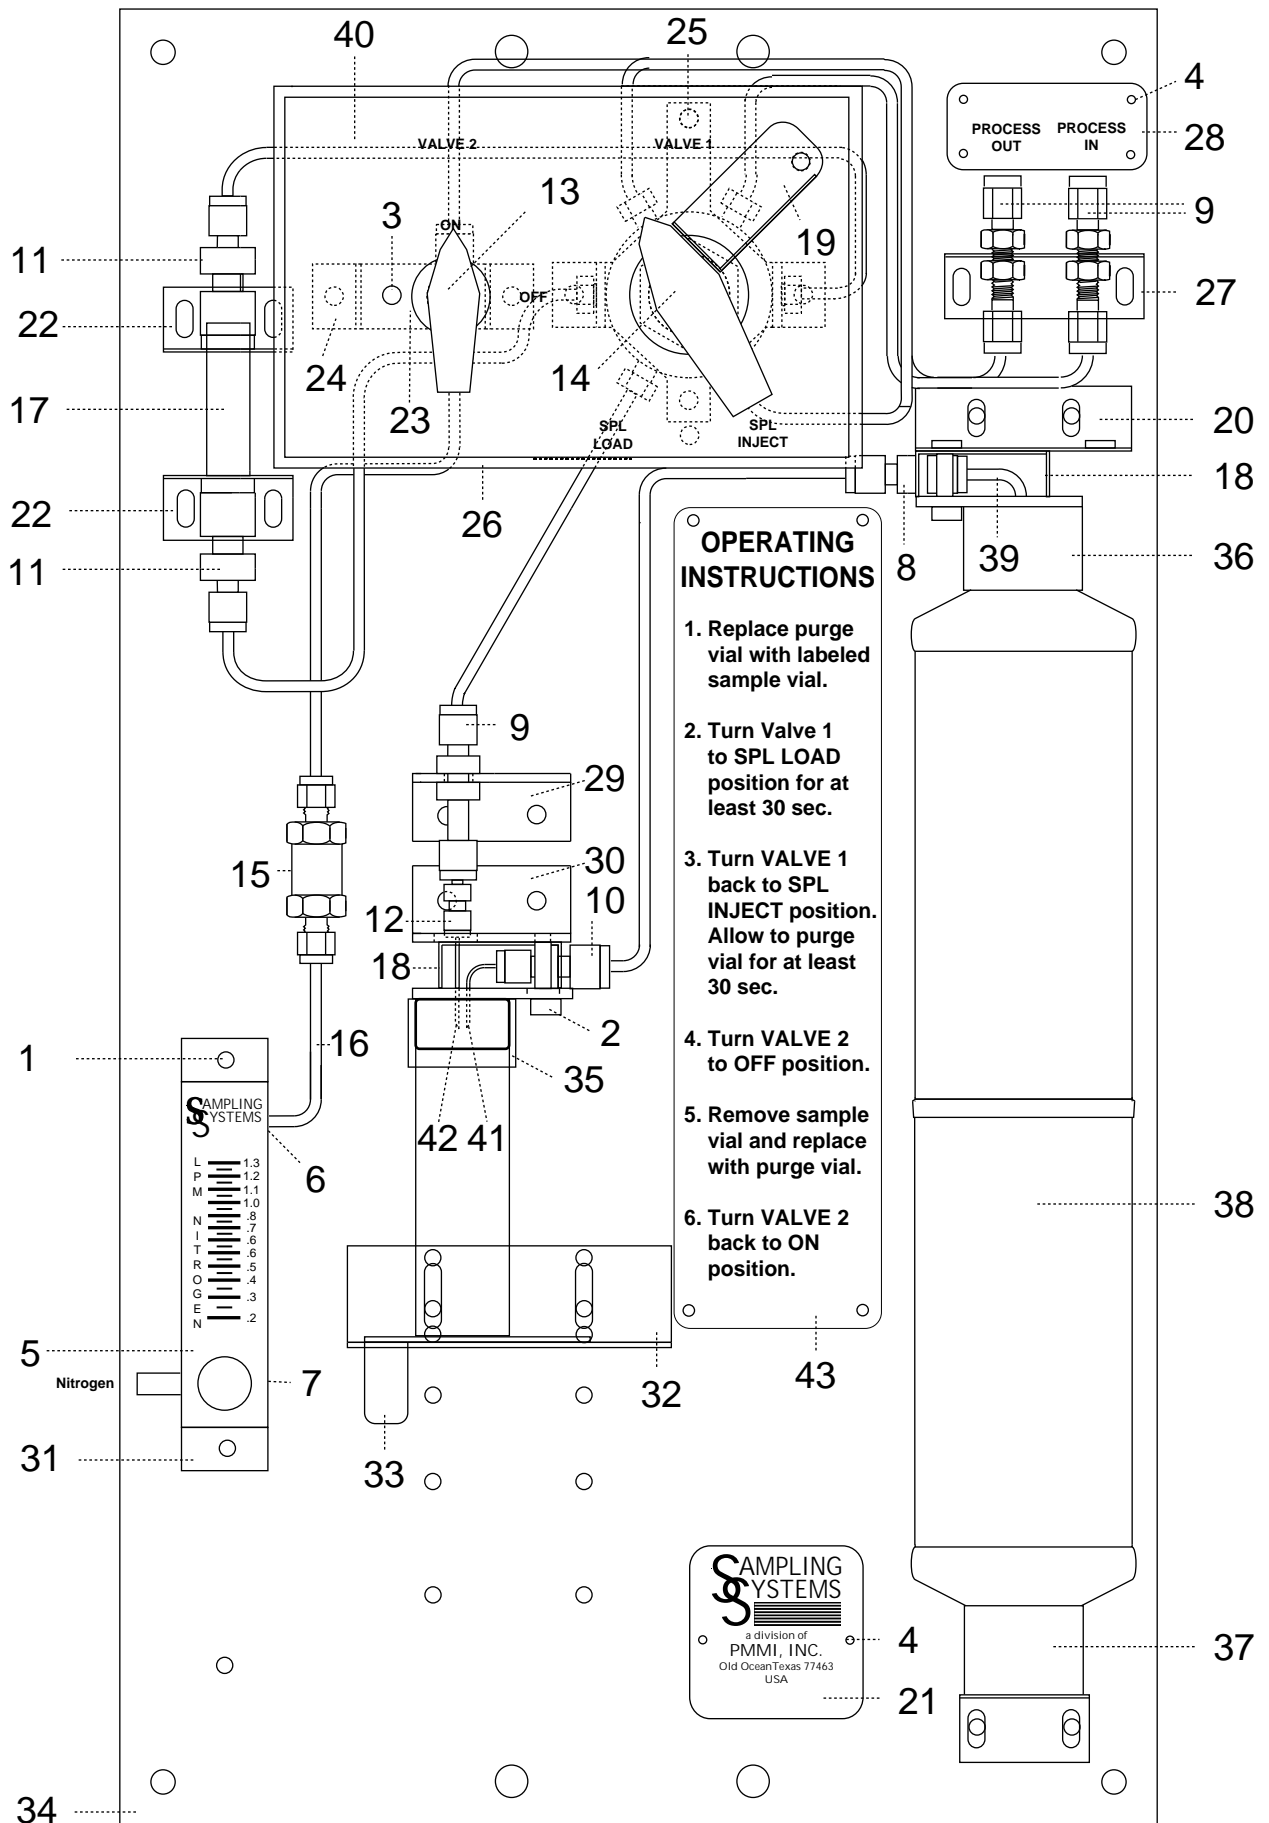 40
25
4
PROCESS OUT
PROCESS IN
28
VALVE 2
VALVE 1
13
3
ON
19
9
11
OFF
27
22
24
14
17
23
20
SPL LOAD
SPL INJECT
18
22
26
11
8
39
36
OPERATING
INSTRUCTIONS
1. Replace purge
vial with labeled
sample vial.
2. Turn Valve 1
to SPL LOAD
position for at
least 30 sec.
3. Turn VALVE 1
back to SPL
INJECT position.
Allow to purge
vial for at least
30 sec.
4. Turn VALVE 2
to OFF position.
5. Remove sample
vial and replace
with purge vial.
6. Turn VALVE 2
back to ON
position.
9
29
15
30
12
10
18
2
1
16
35
42
41
SAMPLING
SYSTEMS
6
LPM NITROGEN
1.3
1.2
1.1
1.0
.8
.7
.6
.6
.5
.4
.3
.2
38
5
Nitrogen
7
32
43
31
33
SAMPLING
SYSTEMS
a division of
PMMI, INC.
Old OceanTexas 77463
USA
4
37
21
34